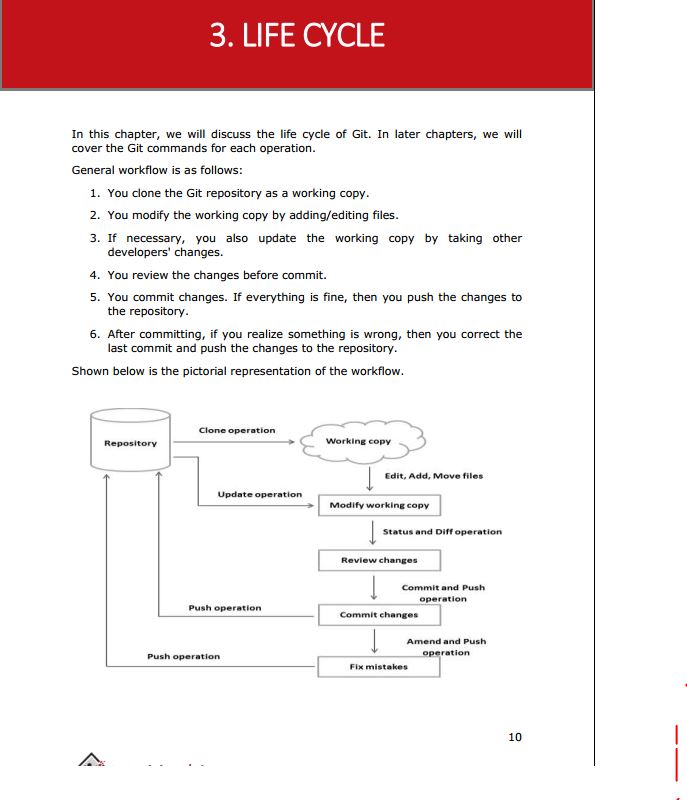 3. LIFE CYCLE
In this chapter, we will discuss the life cycle of Git. In later chapters, we will
cover the Git commands for each operation.
General workflow is as follows:
1. You clone the Git repository as a working copy.
2. You modify the working copy by adding/editing files.
3. If necessary, you also update the working copy by taking other
developers' changes.
4. You review the changes before commit.
5. You commit changes. If everything is fine, then you push the changes to
the repository.
6. After committing, if you realize something is wrong, then you correct the
last commit and push the changes to the repository.
Shown below is the pictorial representation of the workflow.
Clone operation
Repository
Working copy
Edit, Add, Move files
Update operation
Modify working copy
Status and Diff operation
Review changes
Commit and Push
operation
Push operation
Commit changes
Amend and Push
operation
Push operation
Fix mistakes
10